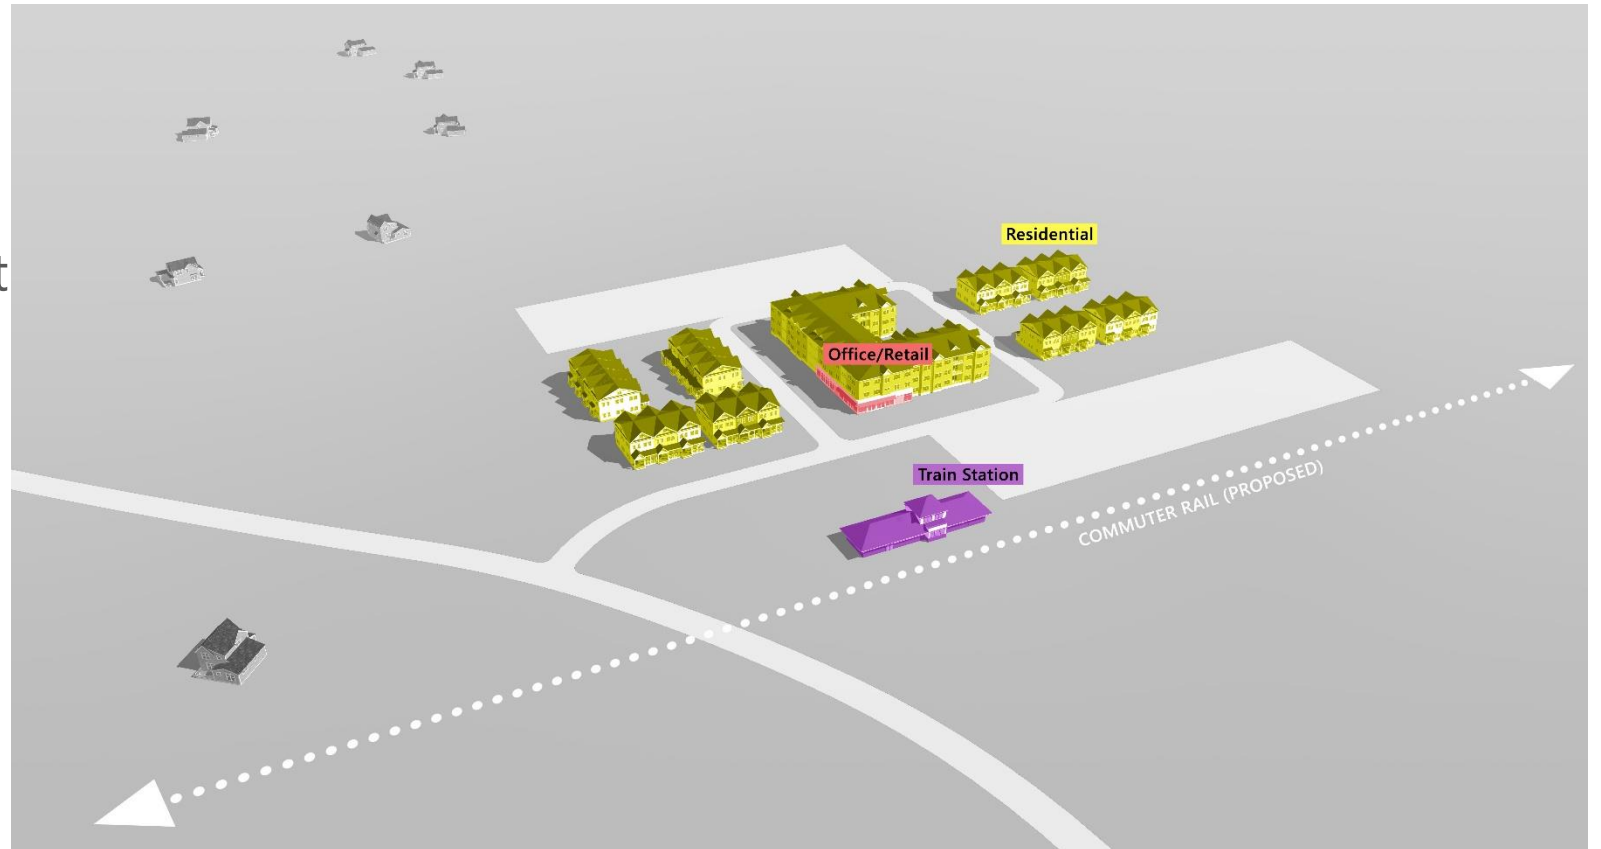 Residential
t
Office/Retail
Train Station
COMMUTER RAIL (PROPOSED)